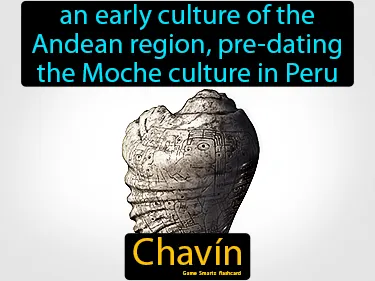 an early culture of the
Andean region, pre-dating
the Moche culture in Peru
Chavín
Game Smartz flashcard